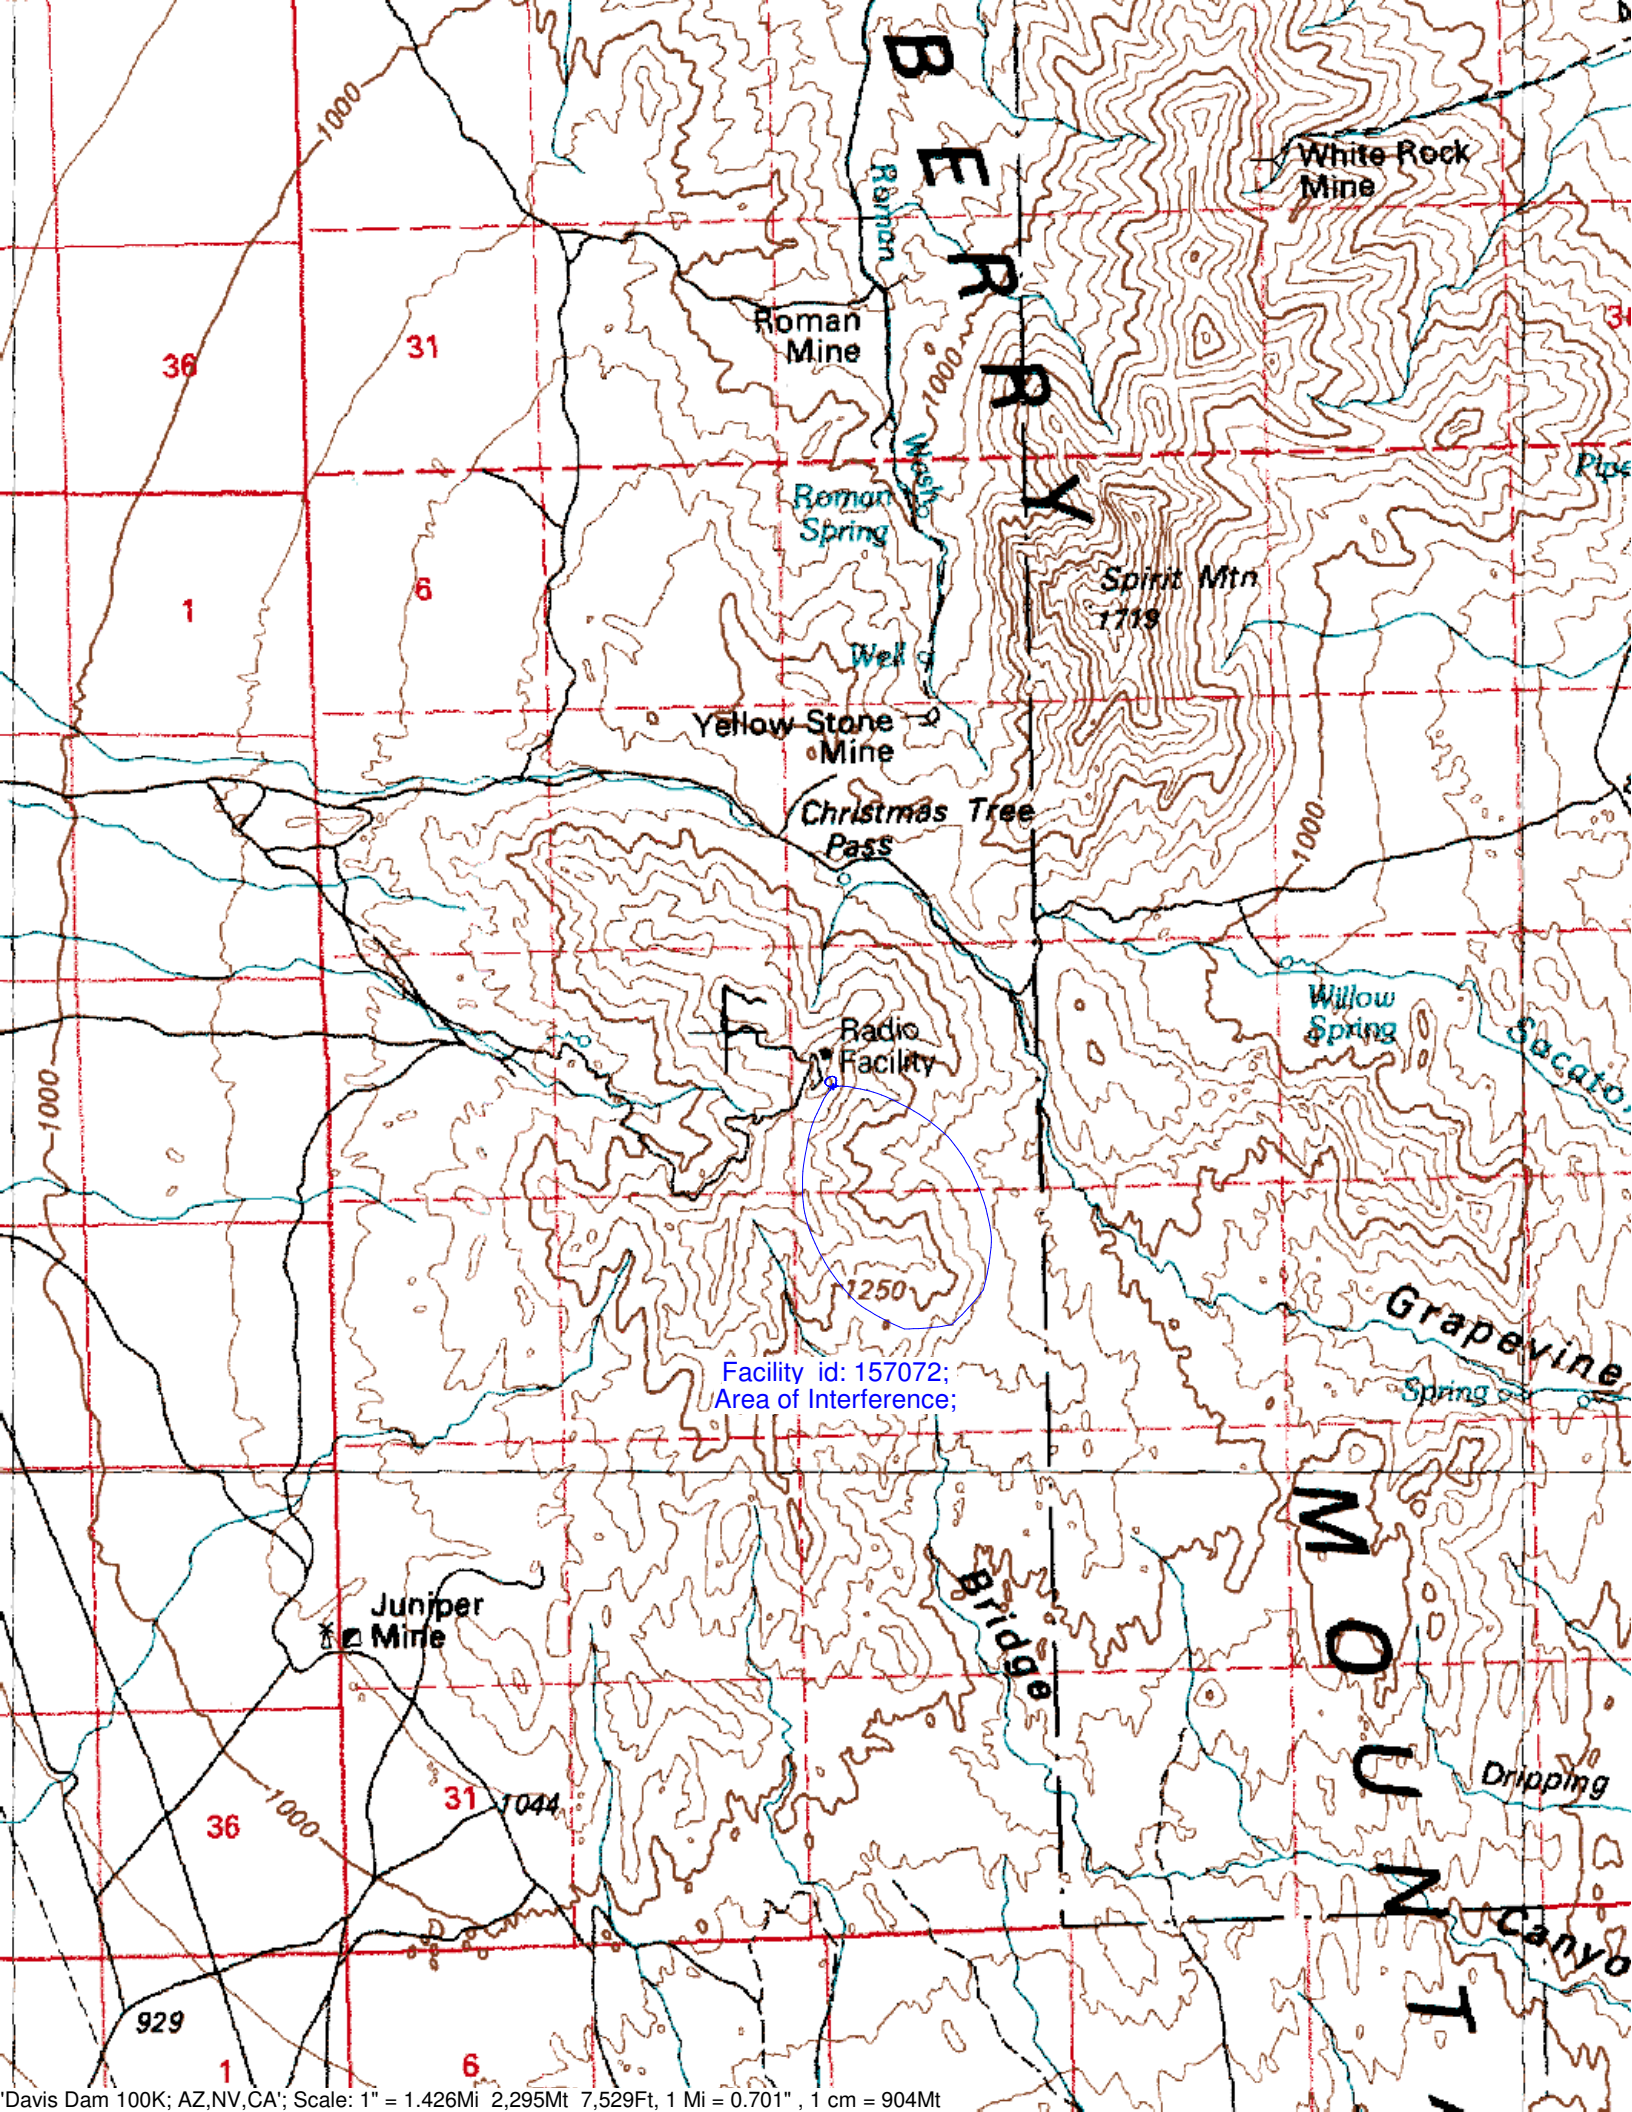 B
E
R
R
Y
1000
White Rock
Mine
Roman
Roman
Mine
36
31
1000
Wash
Roman
Spring
Spirit Mtn
1719
1
6
Well
Yellow Stone
Mine
Christmas Tree
Pass
1000
Radio
Facility
Willow
Spring
1000
1250
Grapevine
Facility id: 157072;
Area of Interference;
Spring
M
O
U
N
T
Bridge
Juniper
Mine
Dripping
31
1044
36
1000
929
1
6
'Davis Dam 100K; AZ,NV,CA'; Scale: 1" = 1.426Mi 2,295Mt 7,529Ft, 1 Mi = 0.701" , 1 cm = 904Mt